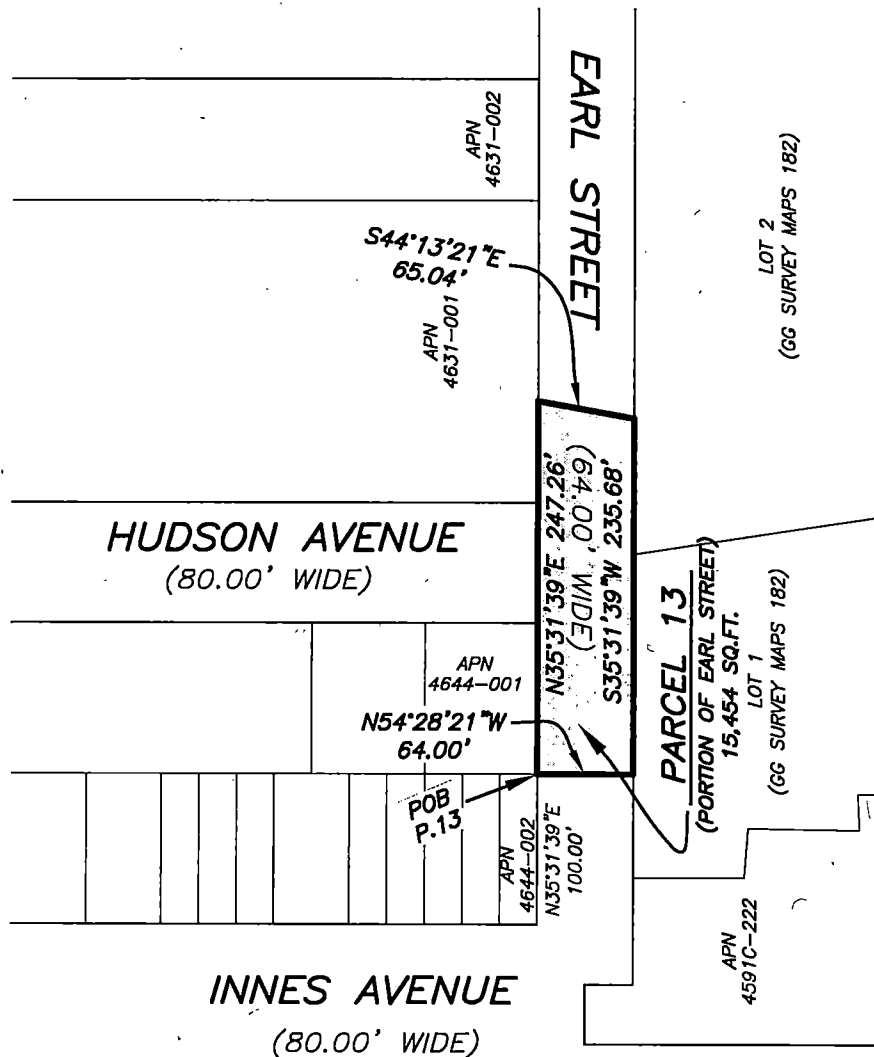 EARL STREET
APN
4631-002
LOT 2
(GG SURVEY MAPS 182)
S44°13'21"E
65.04'
APN
4631-001
N35°31'39"E 247.26'
(64.00' WIDE)
S35°31'39"W 235.68'
HUDSON AVENUE
(80.00' WIDE)
PARCEL 13
(PORTION OF EARL STREET)
15,454 SQ.FT.
LOT 1
(GG SURVEY MAPS 182)
APN
4644-001
N54°28'21"W
64.00'
POB
P.13
APN
4644-002
N35°31'39"E
100.00'
APN
4591C-222
INNES AVENUE
(80.00' WIDE)